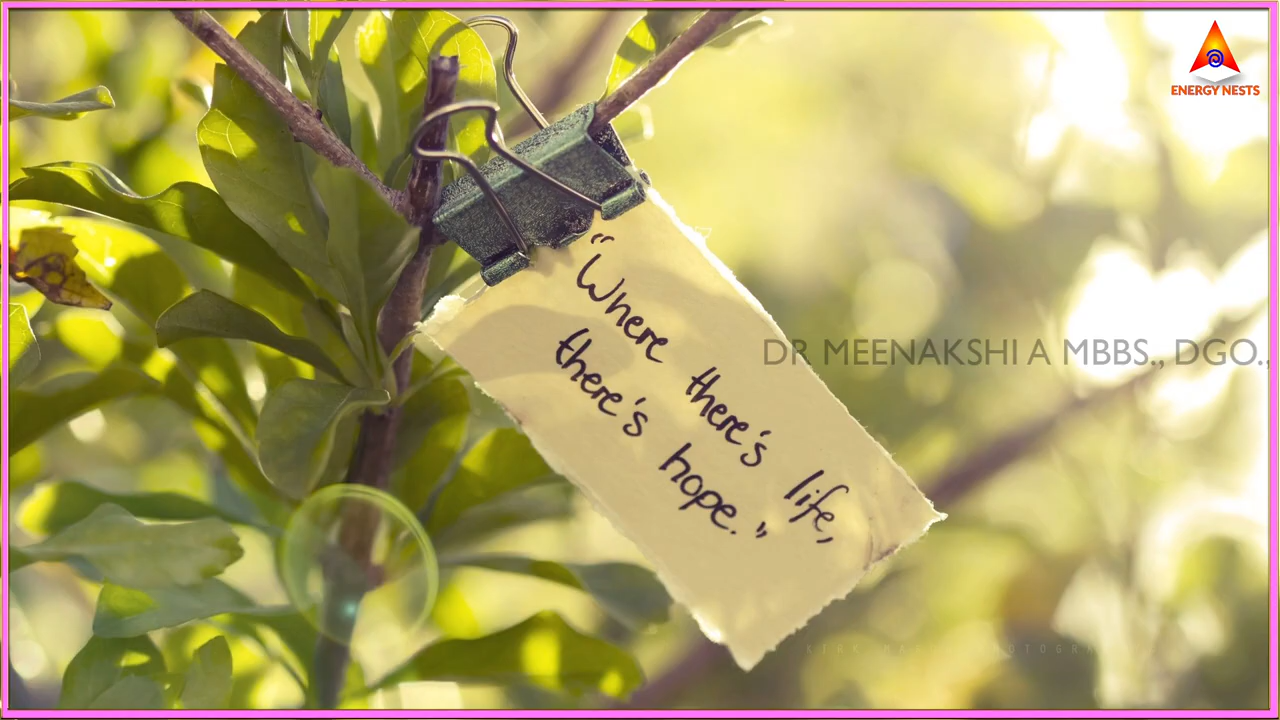 ENERGY NESTS
"Where there's life,
there's hope."
DR MEENAKSHI A MBBS., DGO.,